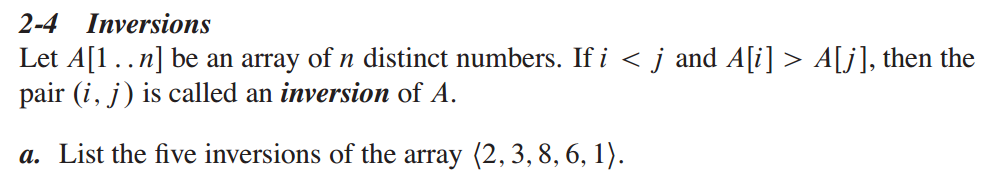 2-4 Inversions
Let A[1 . . n] be an array of n distinct numbers. If i < j and A[i] > A[j], then the
pair (i, j) is called an inversion of A.
a. List the five inversions of the array ⟨2, 3, 8, 6, 1⟩.